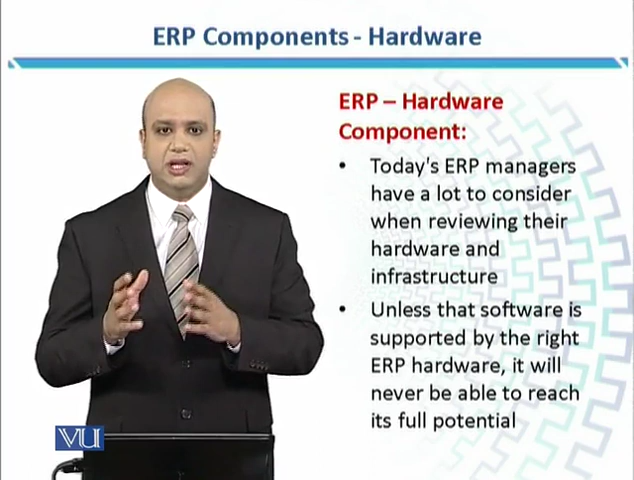 ERP Components - Hardware
ERP – Hardware
Component:
• Today's ERP managers
have a lot to consider
when reviewing their
hardware and
infrastructure
• Unless that software is
supported by the right
ERP hardware, it will
never be able to reach
its full potential
VU